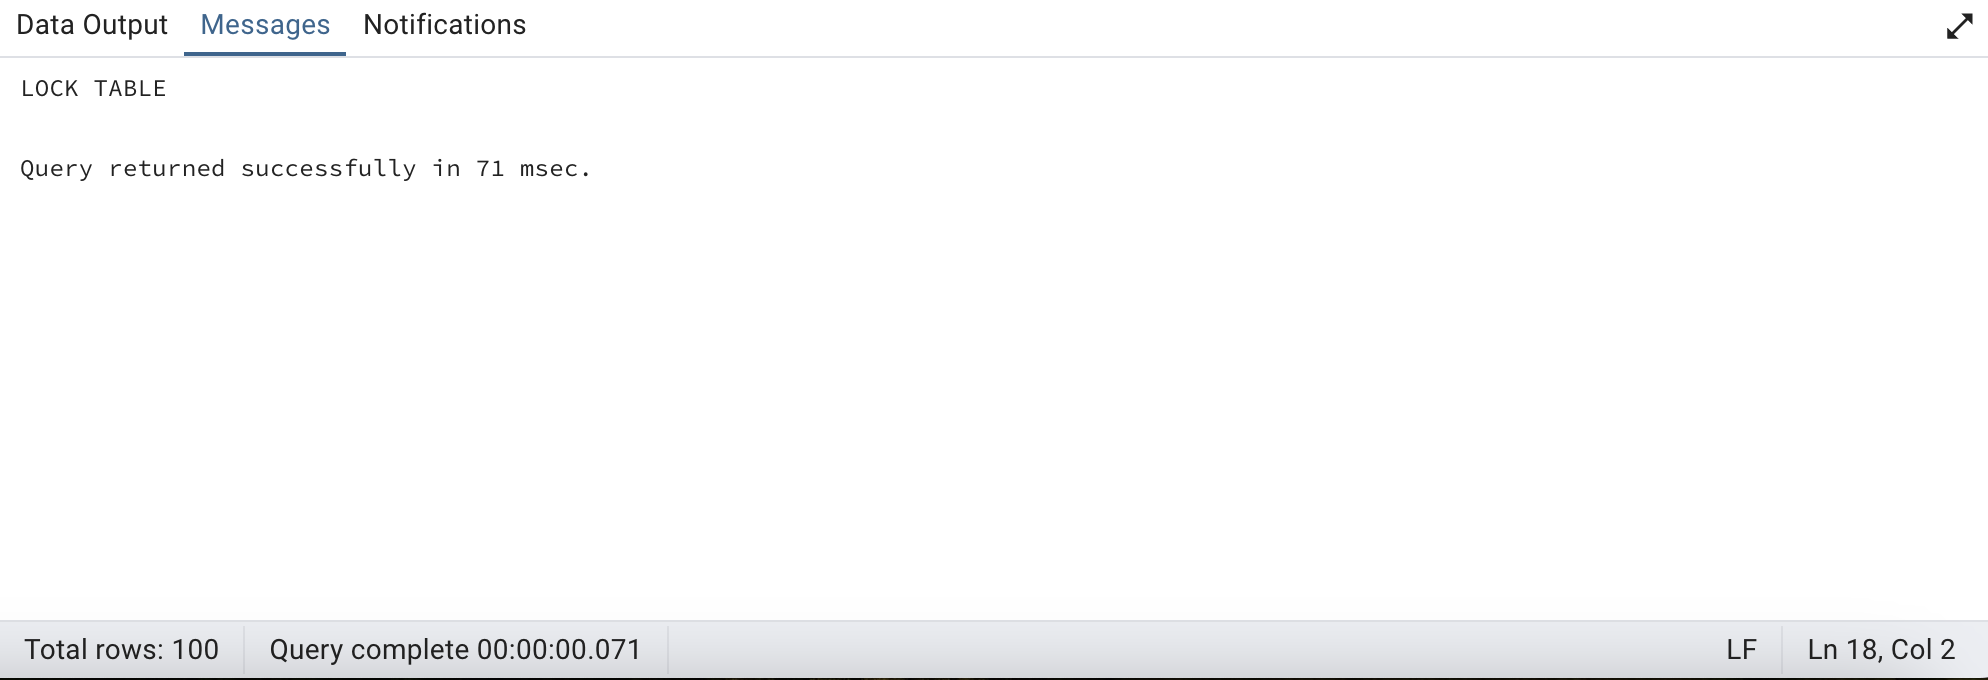 Data Output Messages Notifications
LOCK TABLE
Query returned successfully in 71 msec.
Total rows: 100 Query complete 00:00:00.071 LF Ln 18, Col 2